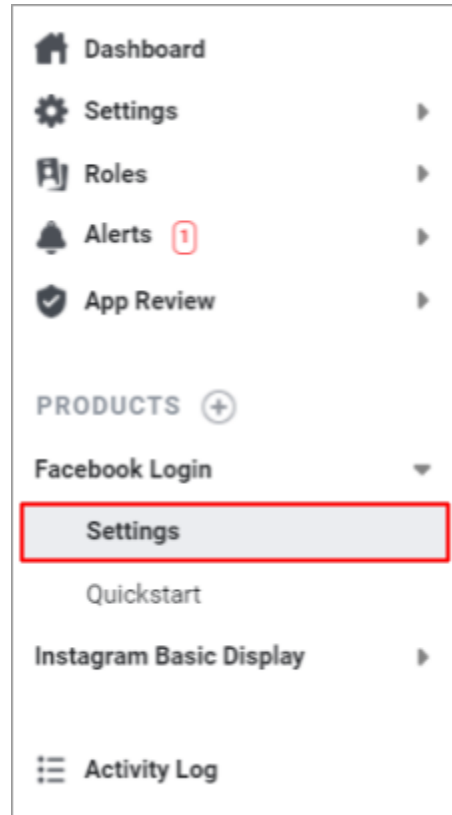 Dashboard
Settings
Roles
Alerts 1
App Review
PRODUCTS
Facebook Login
Settings
Quickstart
Instagram Basic Display
Activity Log